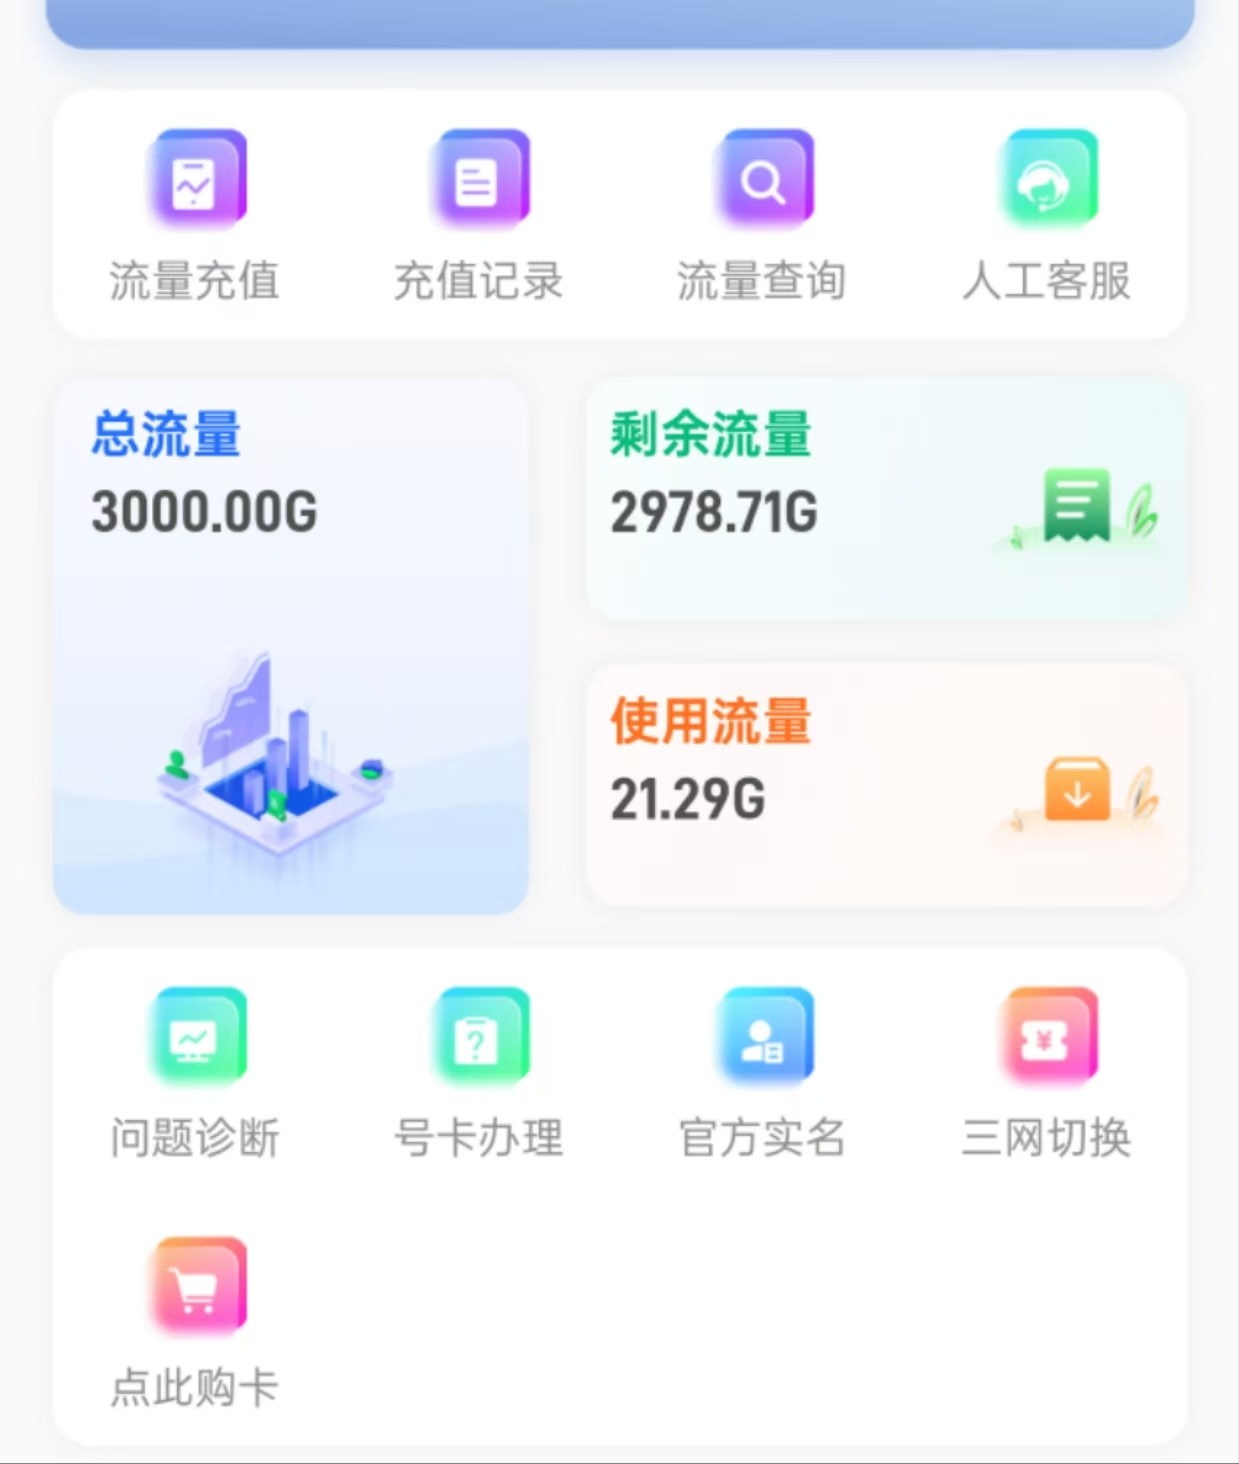 流量充值
充值记录
流量查询
人工客服
总流量
3000.00G
剩余流量
2978.71G
使用流量
21.29G
问题诊断
号卡办理
官方实名
三网切换
点此购卡